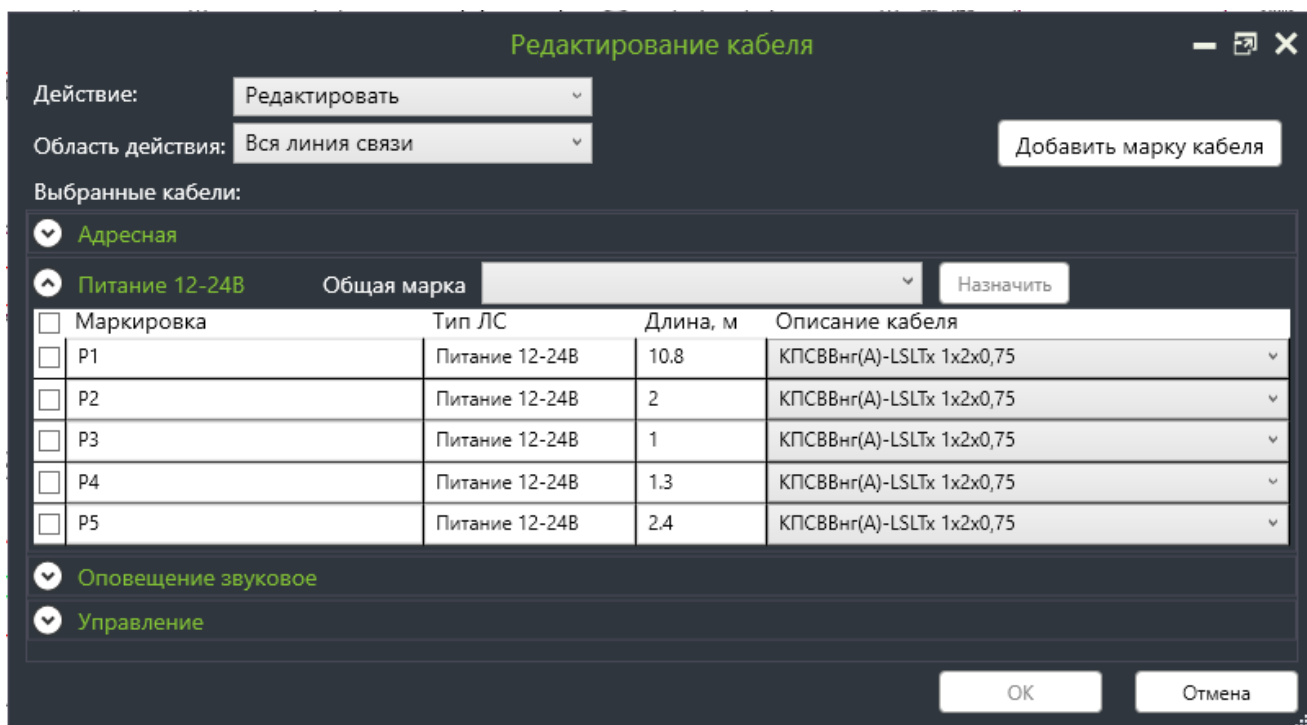 Редактирование кабеля
Действие: Редактировать
Область действия: Вся линия связи
Добавить марку кабеля
Выбранные кабели:
Адресная
Питание 12-24В Общая марка Назначить
Маркировка Тип ЛС Длина, м Описание кабеля
P1 Питание 12-24В 10.8 КПСВВнг(А)-LSLTx 1x2x0,75
P2 Питание 12-24В 2 КПСВВнг(А)-LSLTx 1x2x0,75
P3 Питание 12-24В 1 КПСВВнг(А)-LSLTx 1x2x0,75
P4 Питание 12-24В 1.3 КПСВВнг(А)-LSLTx 1x2x0,75
P5 Питание 12-24В 2.4 КПСВВнг(А)-LSLTx 1x2x0,75
Оповещение звуковое
Управление
ОК Отмена